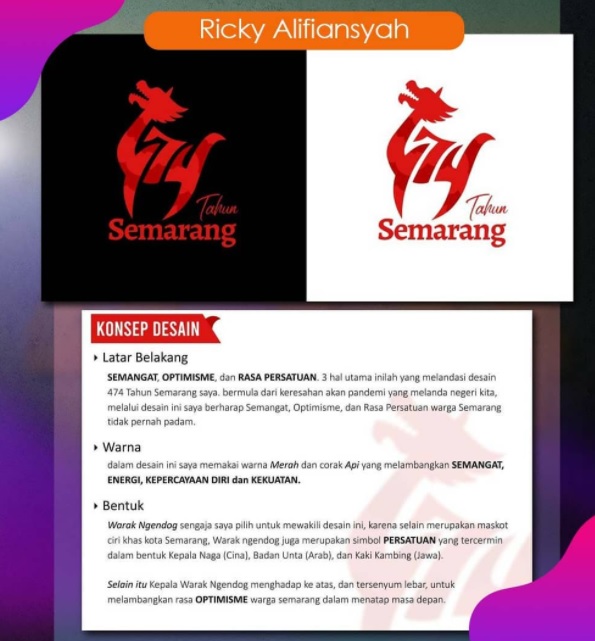 Ricky Alifiansyah
474
Tahun
Semarang
474
Tahun
Semarang
KONSEP DESAIN
Latar Belakang
SEMANGAT, OPTIMISME, dan RASA PERSATUAN. 3 hal utama inilah yang melandasi desain
474 Tahun Semarang saya. bermula dari keresahan akan pandemi yang melanda negeri kita,
melalui desain ini saya berharap Semangat, Optimisme, dan Rasa Persatuan warga Semarang
tidak pernah padam.
Warna
dalam desain ini saya memakai warna Merah dan corak Api yang melambangkan SEMANGAT,
ENERGI, KEPERCAYAAN DIRI dan KEKUATAN.
Bentuk
Warak Ngendog sengaja saya pilih untuk mewakili desain ini, karena selain merupakan maskot
ciri khas kota Semarang, Warak ngendog juga merupakan simbol PERSATUAN yang tercermin
dalam bentuk Kepala Naga (Cina), Badan Unta (Arab), dan Kaki Kambing (Jawa).
Selain itu Kepala Warak Ngendog menghadap ke atas, dan tersenyum lebar, untuk
melambangkan rasa OPTIMISME warga semarang dalam menatap masa depan.